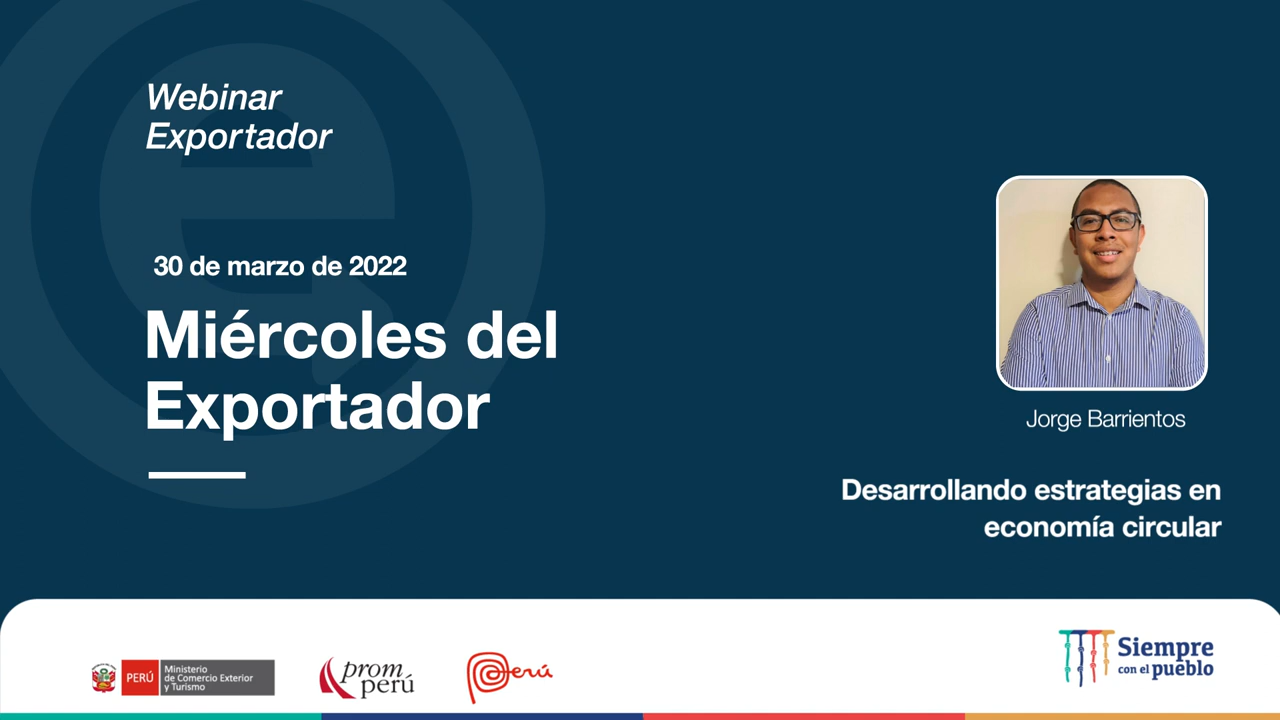 Webinar
Exportador
30 de marzo de 2022
Miércoles del
Exportador
Jorge Barrientos
Desarrollando estrategias en
economía circular
PERÚ
Ministerio
de Comercio Exterior
y Turismo
prom
perú
Perú
Siempre
con el pueblo